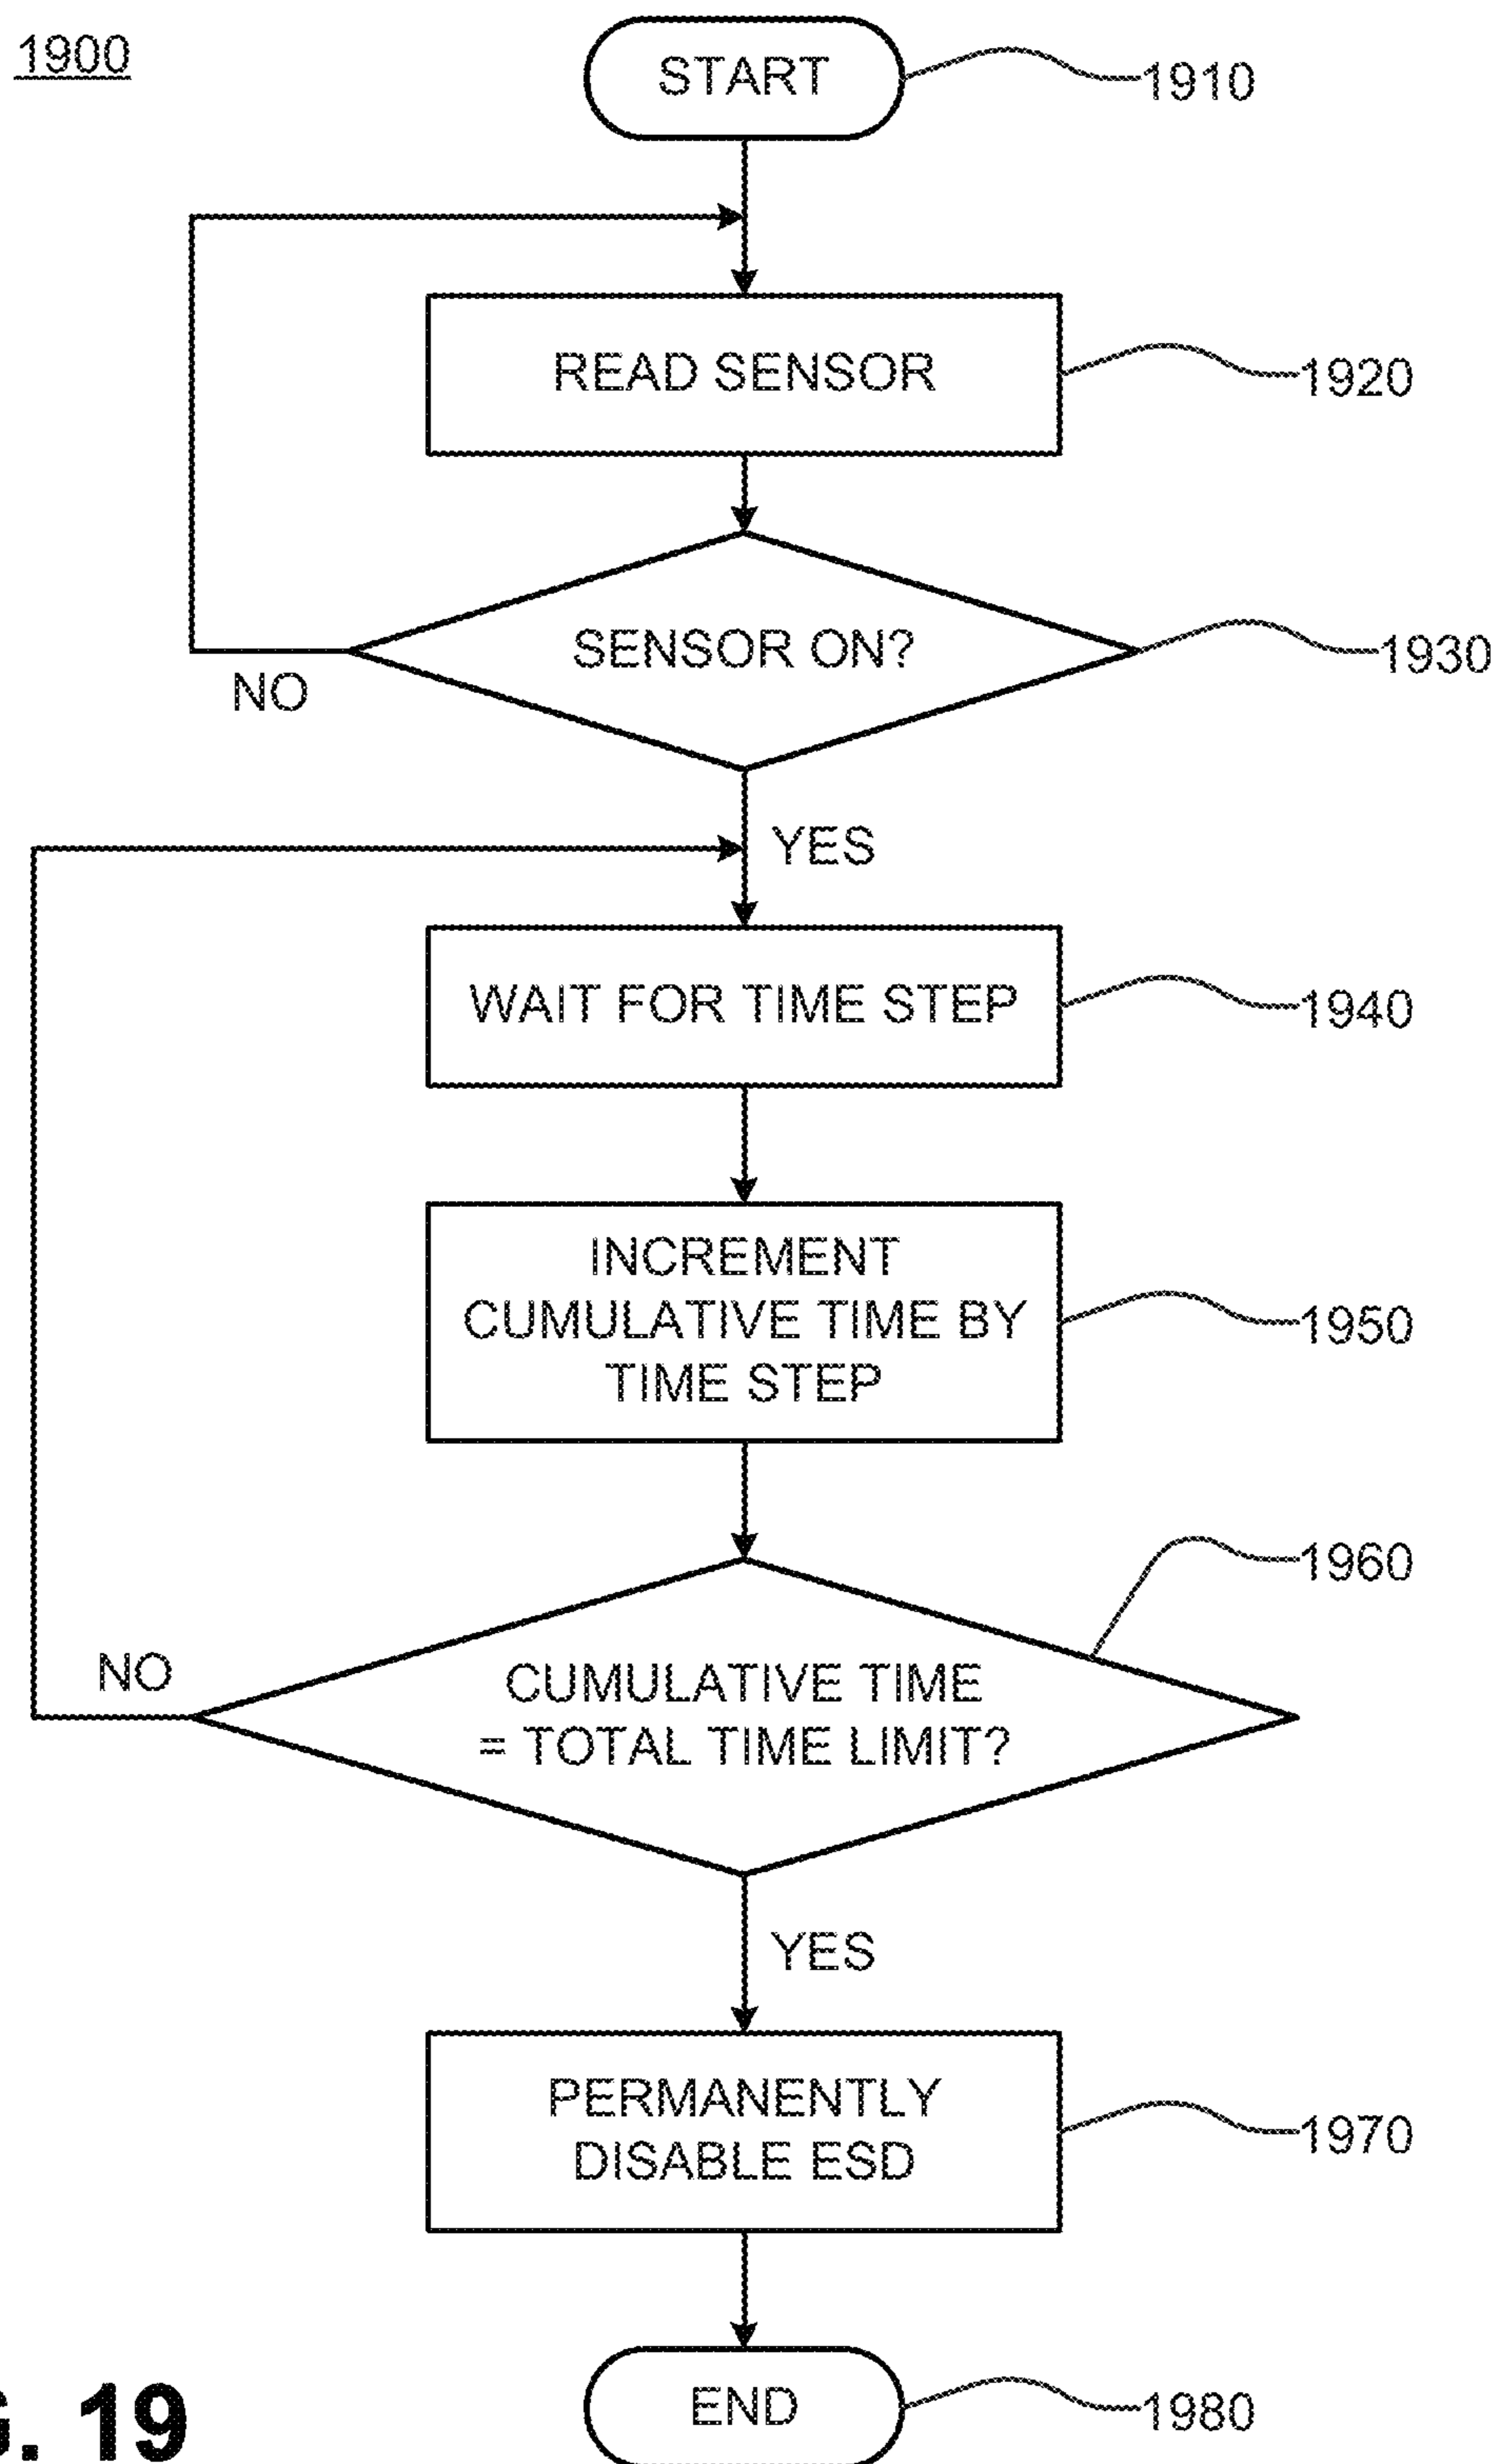 1900
START
1910
READ SENSOR
1920
SENSOR ON?
1930
NO
YES
WAIT FOR TIME STEP
1940
INCREMENT
CUMULATIVE TIME BY
TIME STEP
1950
1960
NO
CUMULATIVE TIME
= TOTAL TIME LIMIT?
YES
PERMANENTLY
DISABLE ESD
1970
END
1980
G. 19